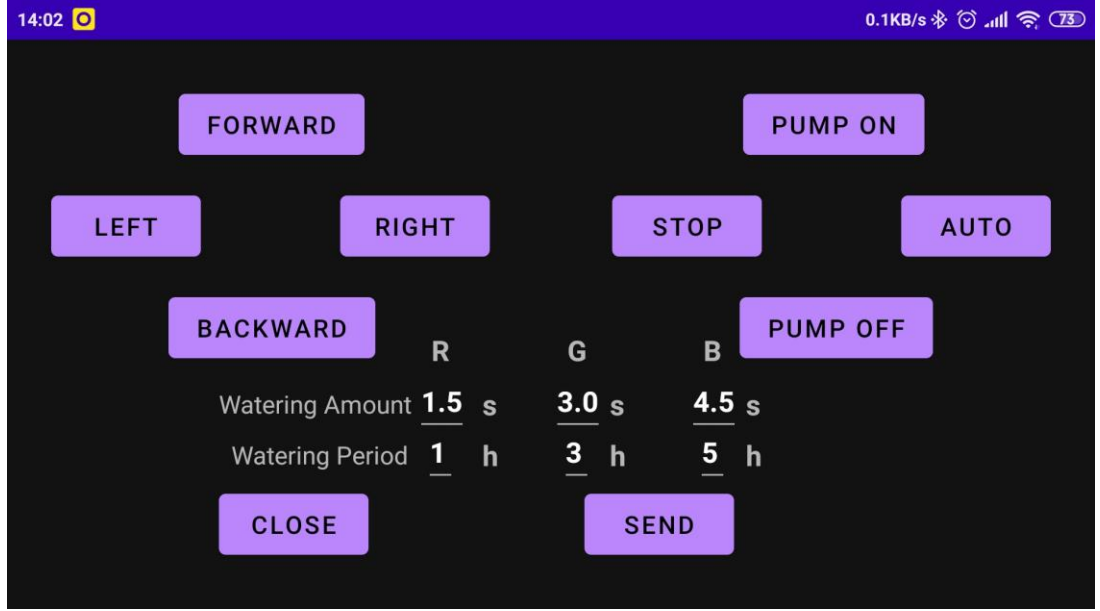 14:02 0.1KB/s 73
FORWARD PUMP ON
LEFT RIGHT STOP AUTO
BACKWARD PUMP OFF
R G B
Watering Amount 1.5 s 3.0 s 4.5 s
Watering Period 1 h 3 h 5 h
CLOSE SEND